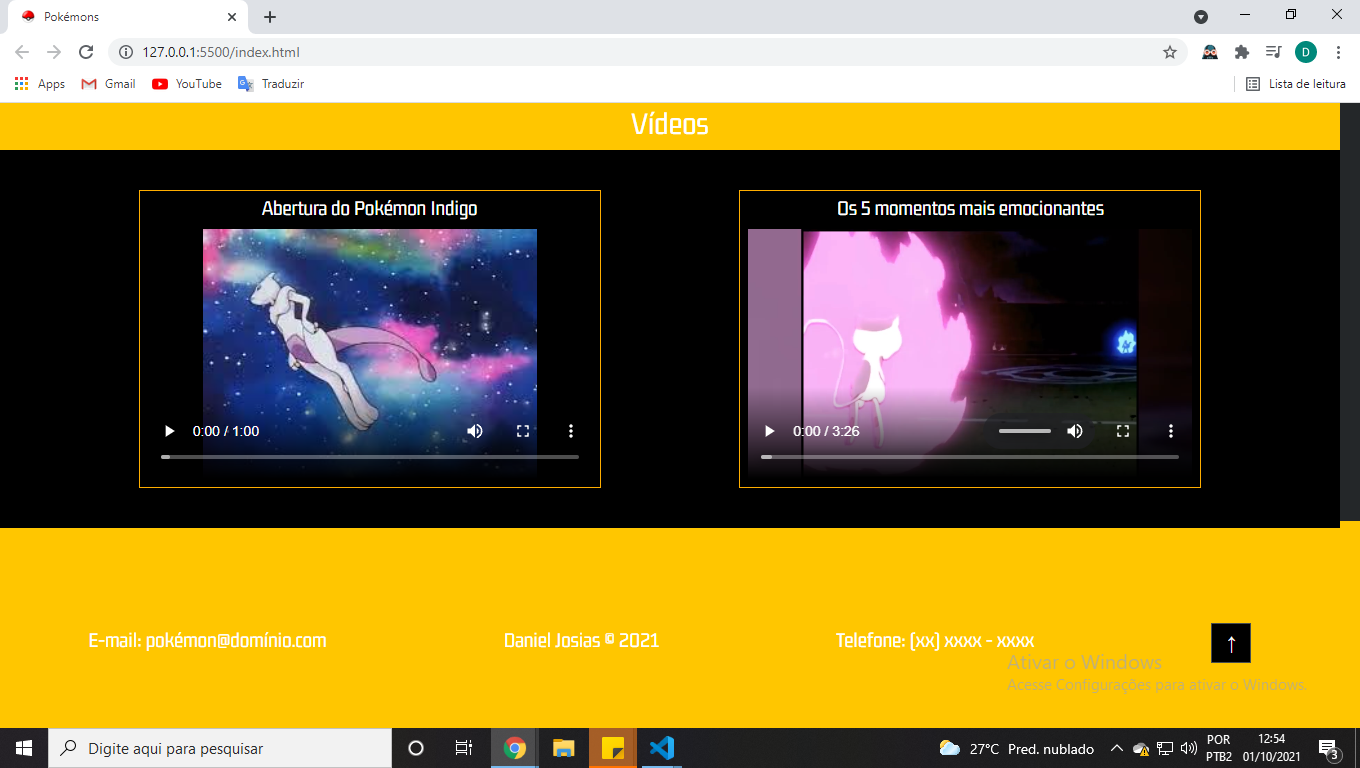 Pokémons
127.0.0.1:5500/index.html
D
Apps Gmail YouTube Traduzir Lista de leitura
Vídeos
Abertura do Pokémon Indigo
Os 5 momentos mais emocionantes
0:00 / 1:00
0:00 / 3:26
E-mail: pokémon@domínio.com
Daniel Josias © 2021
Telefone: (xx) xxxx - xxxx
↑
Ativar o Windows
Acesse Configurações para ativar o Windows.
Digite aqui para pesquisar
27°C Pred. nublado
POR
PTB2
12:54
01/10/2021
3